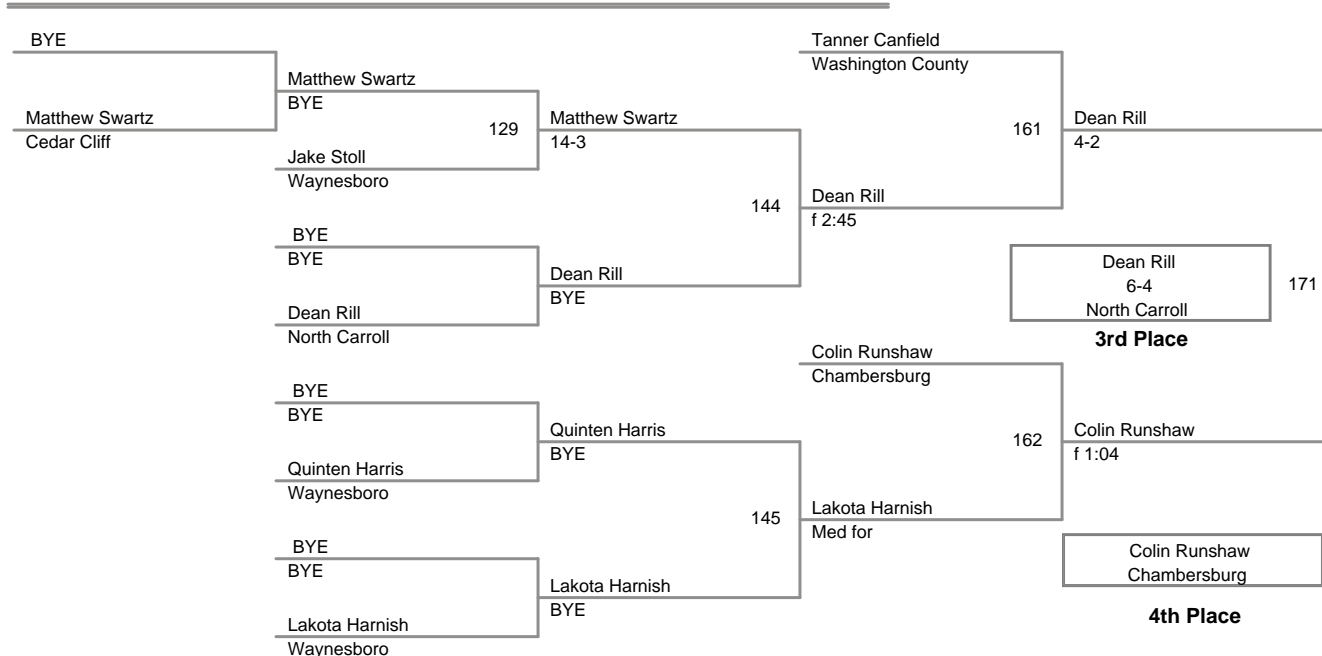 BYE
Tanner Canfield
Washington County
Matthew Swartz
BYE
Matthew Swartz
Cedar Cliff
129
Matthew Swartz
14-3
161
Dean Rill
4-2
Jake Stoll
Waynesboro
144
Dean Rill
f 2:45
BYE
BYE
Dean Rill
BYE
Dean Rill
6-4
North Carroll
171
3rd Place
Dean Rill
North Carroll
Colin Runshaw
Chambersburg
BYE
BYE
Quinten Harris
BYE
162
Colin Runshaw
f 1:04
Quinten Harris
Waynesboro
145
Lakota Harnish
Med for
BYE
BYE
Colin Runshaw
Chambersburg
4th Place
Lakota Harnish
BYE
Lakota Harnish
Waynesboro